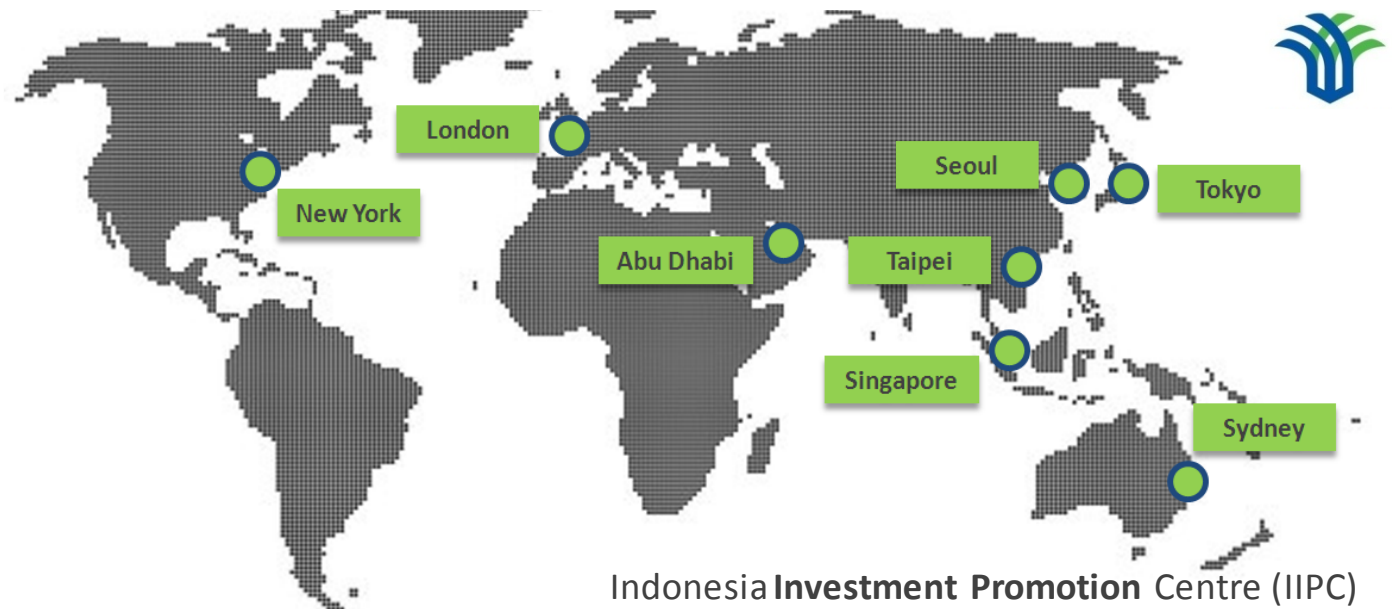 London
Seoul
Tokyo
New York
Abu Dhabi
Taipei
Singapore
Sydney
Indonesia Investment Promotion Centre (IIPC)